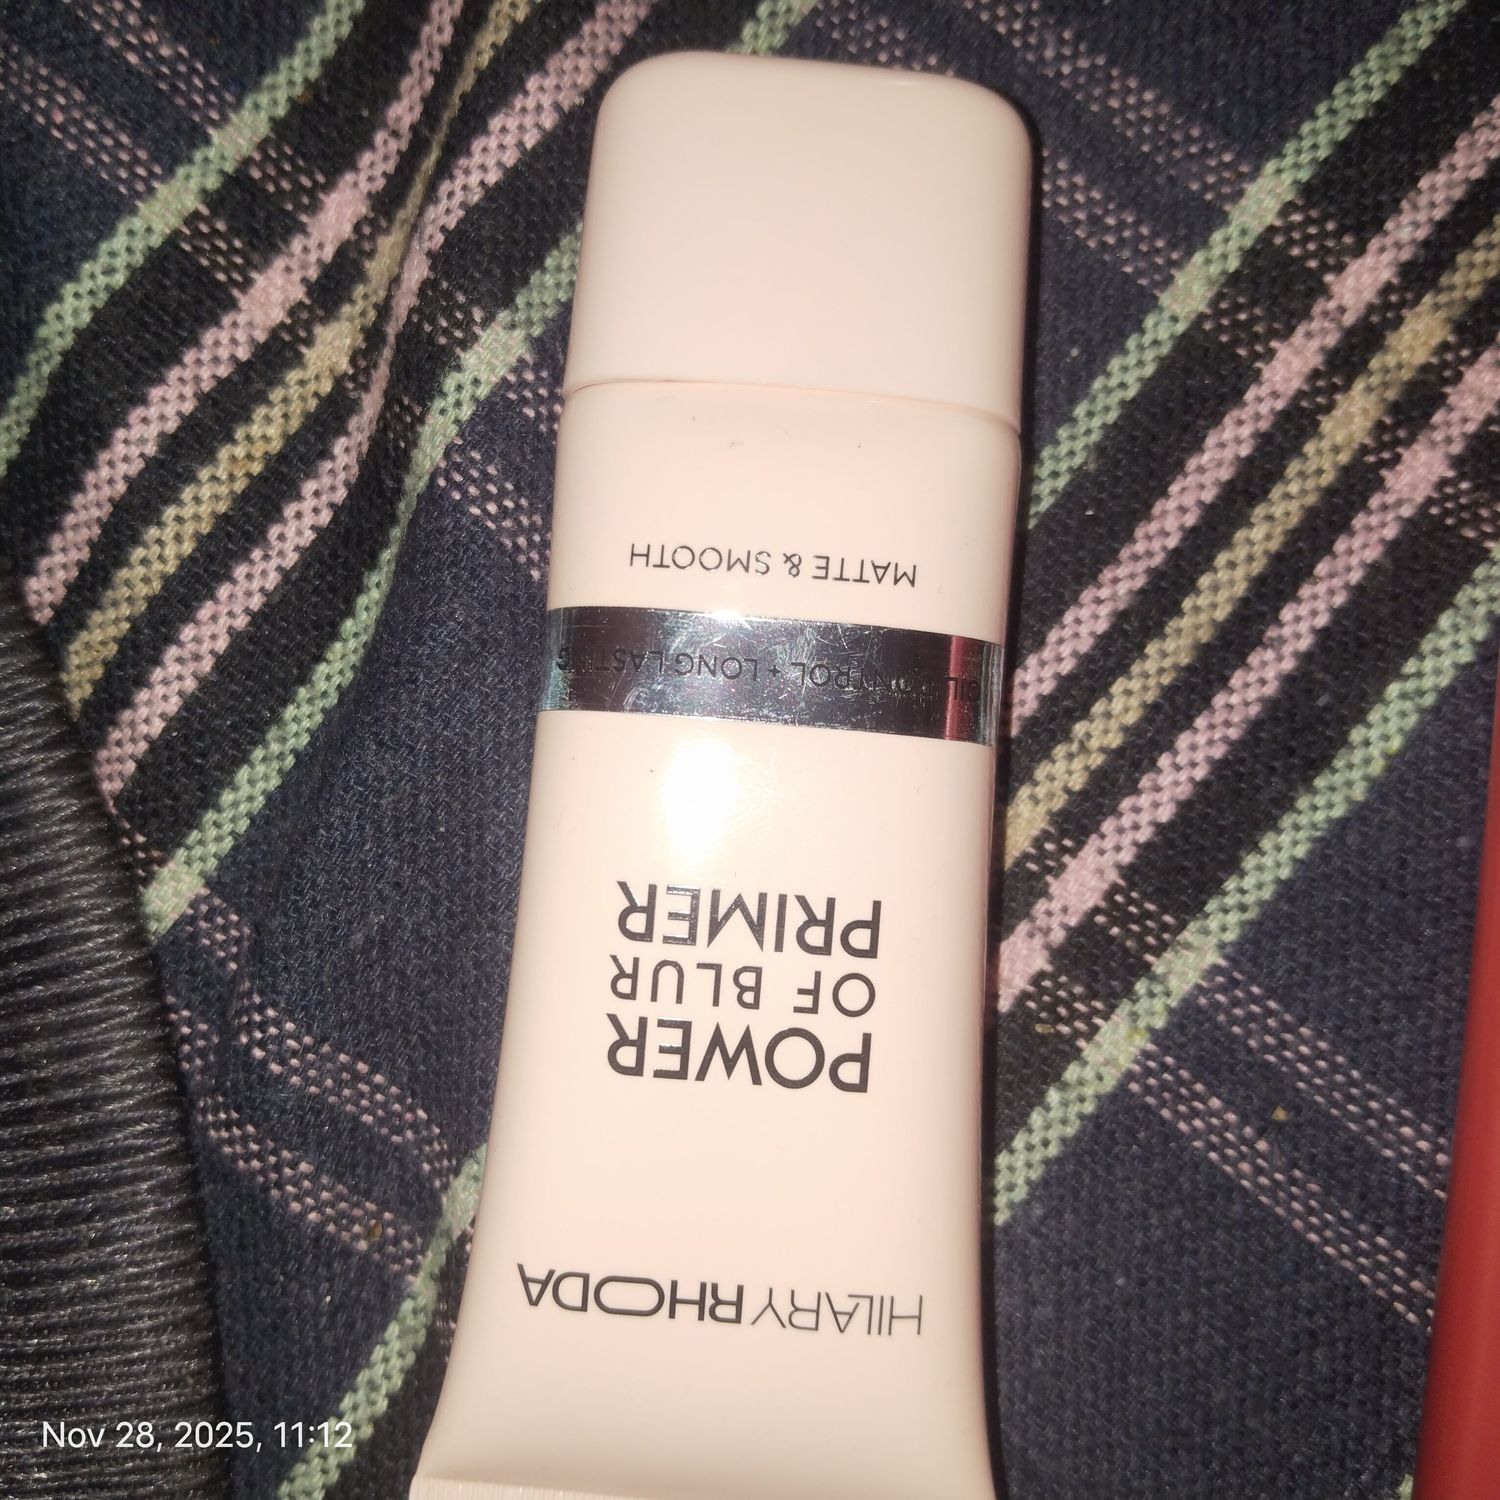 HILARY RHODA
POWER
OF BLUR
PRIMER
OIL CONTROL + LONG LASTING
MATTE & SMOOTH
Nov 28, 2025, 11:12